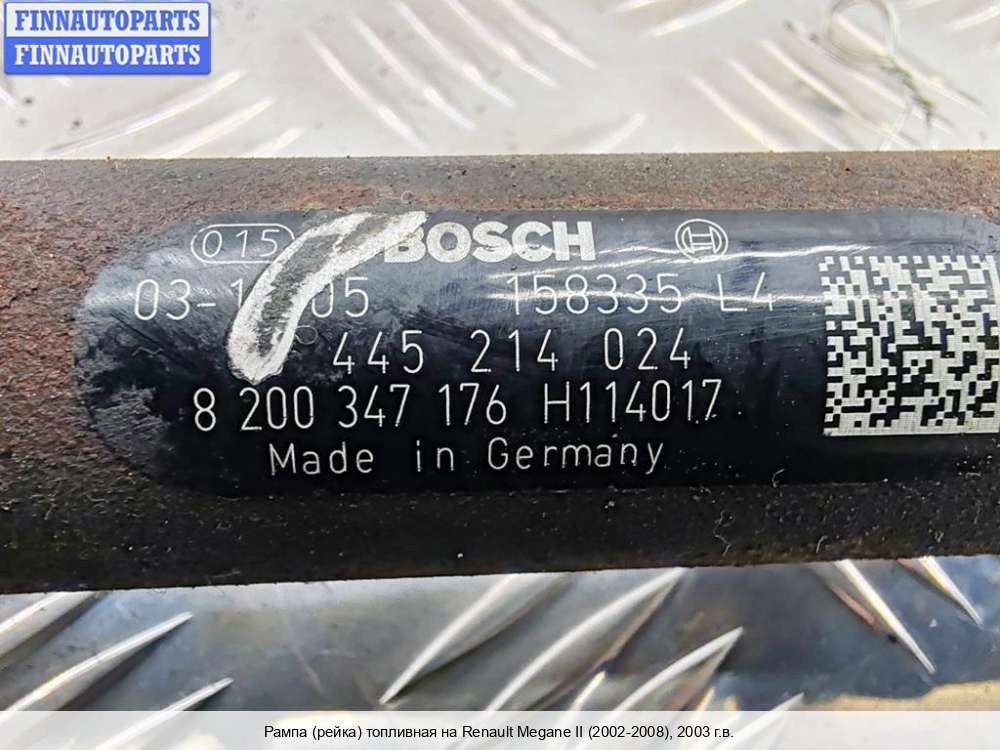 FINNAUTOPARTS
FINNAUTOPARTS
015 BOSCH
158335 L4
445 214 024
8 200 347 176 H114017
Made in Germany
Рампа (рейка) топливная на Renault Megane II (2002-2008), 2003 г.в.